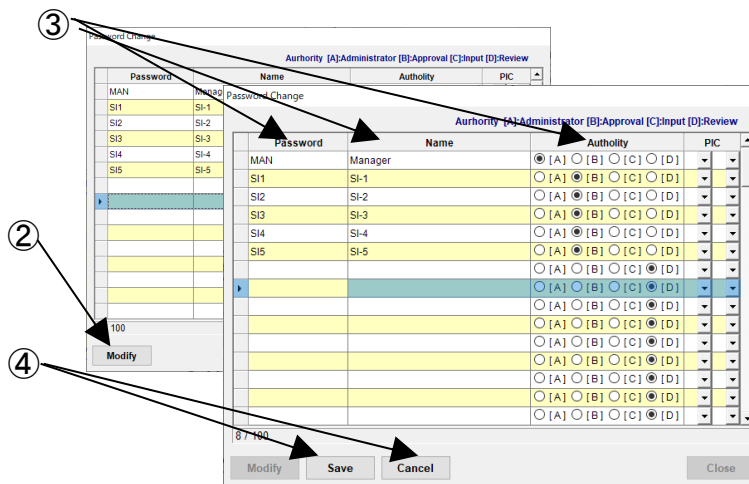 ③
Password Change
Aurhority [A]:Administrator [B]:Approval [C]:Input [D]:Review
Password Name Autholity PIC
MAN Manag
SI1 SI-1
SI2 SI-2
SI3 SI-3
SI4 SI-4
SI5 SI-5
100
Modify
②
④
Password Change
Aurhority [A]:Administrator [B]:Approval [C]:Input [D]:Review
Password Name Autholity PIC
MAN Manager [A] [B] [C] [D]
SI1 SI-1 [A] [B] [C] [D]
SI2 SI-2 [A] [B] [C] [D]
SI3 SI-3 [A] [B] [C] [D]
SI4 SI-4 [A] [B] [C] [D]
SI5 SI-5 [A] [B] [C] [D]
[A] [B] [C] [D]
[A] [B] [C] [D]
[A] [B] [C] [D]
[A] [B] [C] [D]
[A] [B] [C] [D]
[A] [B] [C] [D]
[A] [B] [C] [D]
[A] [B] [C] [D]
[A] [B] [C] [D]
8 / 100
Modify Save Cancel Close